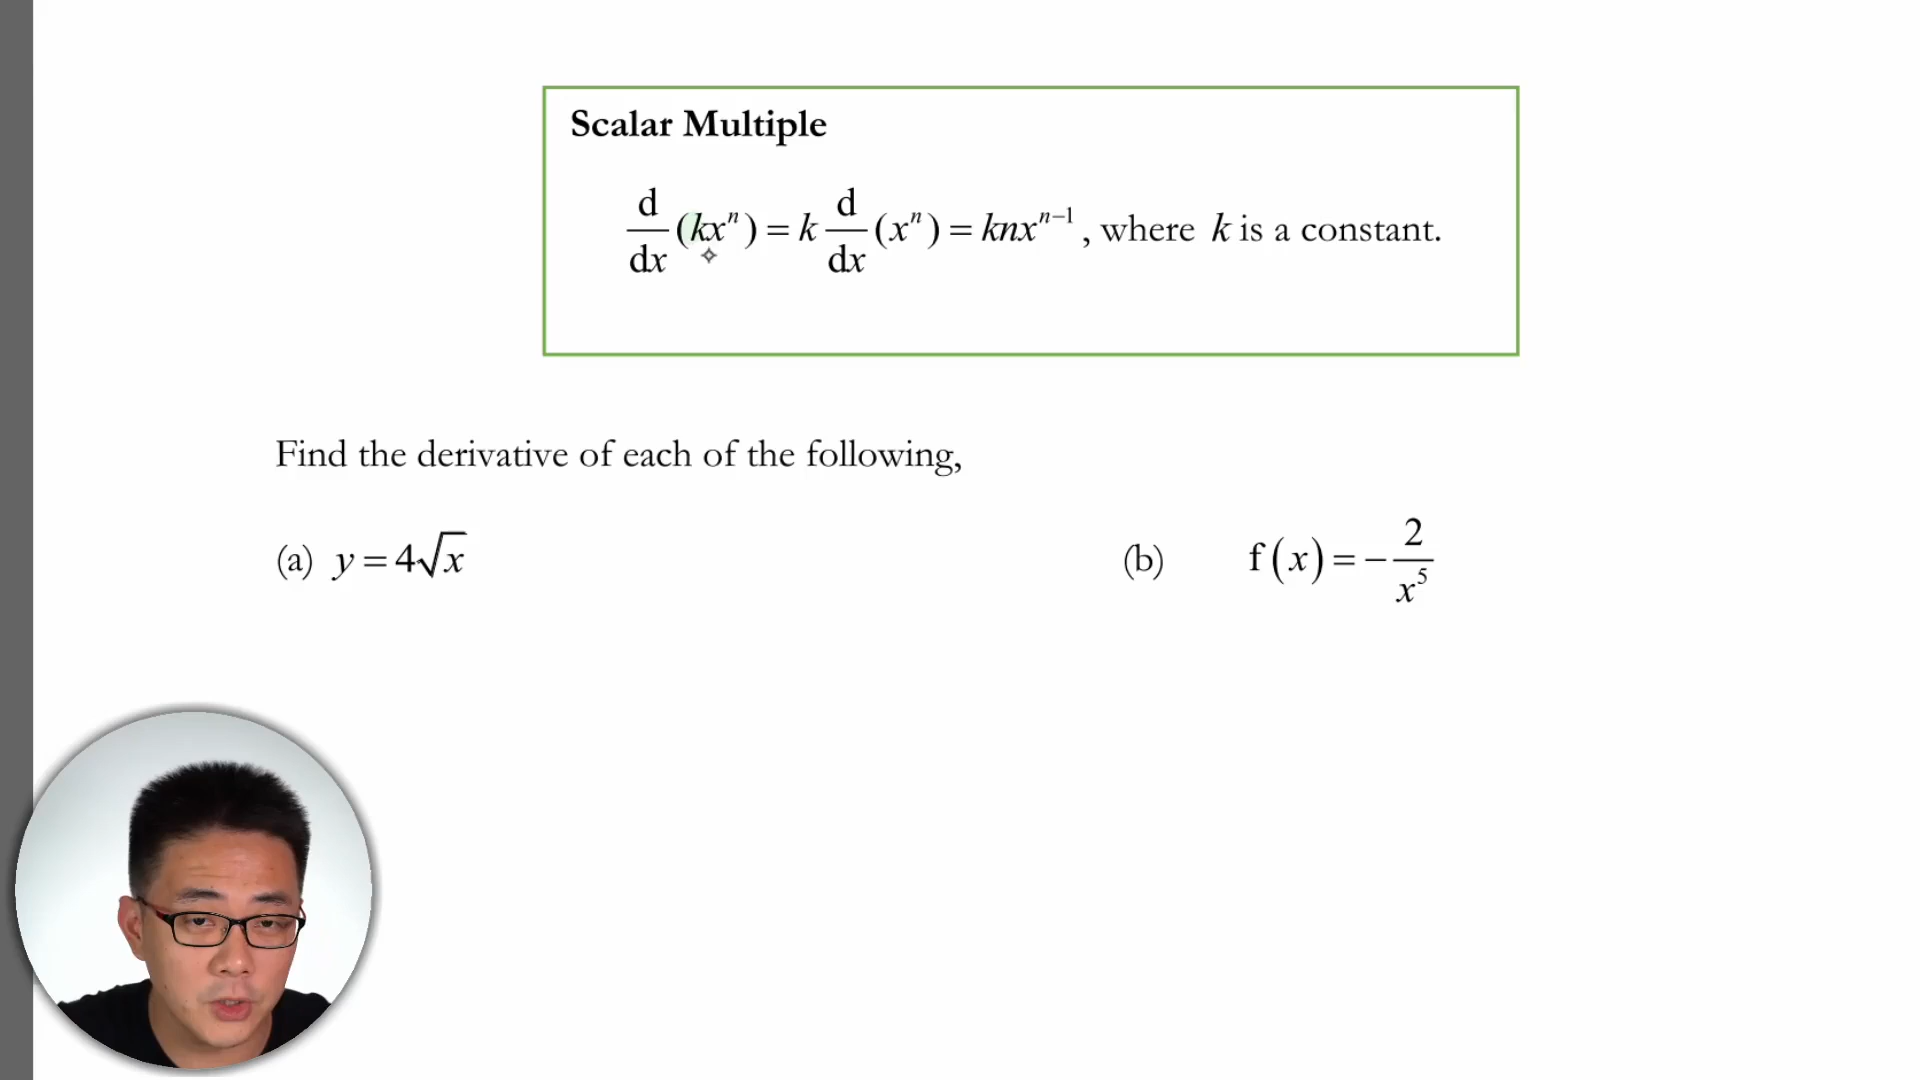 Scalar Multiple
d/dx (kxⁿ) = k d/dx (xⁿ) = knxⁿ⁻¹, where k is a constant.
Find the derivative of each of the following,
(a) y = 4√x
(b) f(x) = −2/x⁵